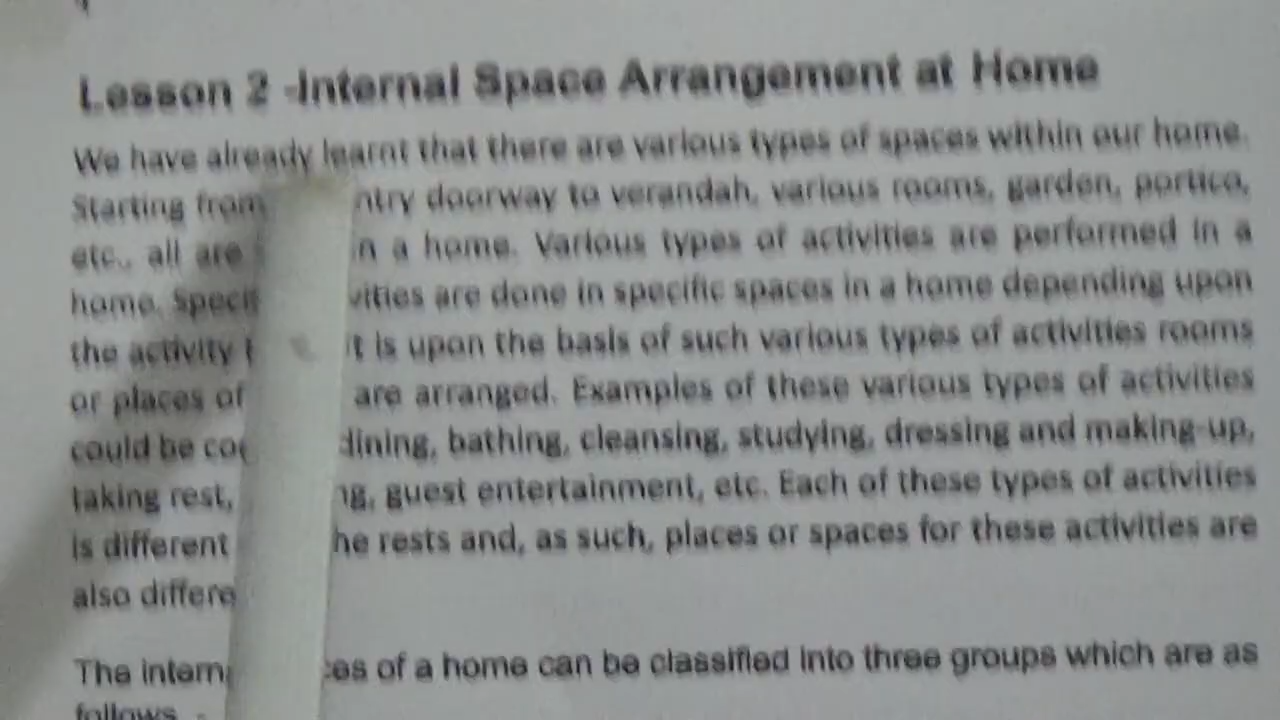 Lesson 2 -Internal Space Arrangement at Home
We have already learnt that there are various types of spaces within our home.
Starting from ntry doorway to verandah, various rooms, garden, portico,
etc., all are n a home. Various types of activities are performed in a
home. Speci vities are done in specific spaces in a home depending upon
the activity t is upon the basis of such various types of activities rooms
or places of are arranged. Examples of these various types of activities
could be coo dining, bathing, cleansing, studying, dressing and making-up,
taking rest, ng, guest entertainment, etc. Each of these types of activities
is different he rests and, as such, places or spaces for these activities are
also differe
The interna ces of a home can be classified into three groups which are as
follows -